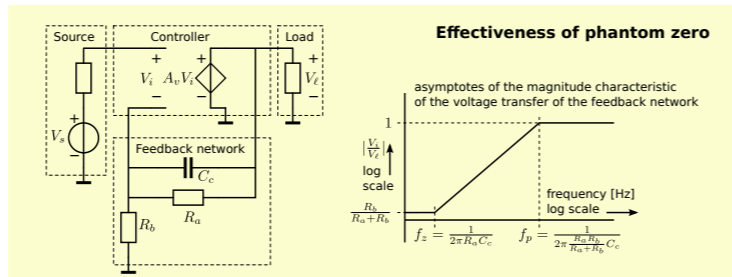 Effectiveness of phantom zero
Source
Controller
Load
+
V_i
−
A_vV_i
+
−
+
V_ℓ
−
+
V_s
−
Feedback network
C_c
R_a
R_b
asymptotes of the magnitude characteristic
of the voltage transfer of the feedback network
1
|V_i/V_ℓ|
log
scale
R_b/(R_a+R_b)
frequency [Hz]
log scale
f_z = 1/(2πR_aC_c)
f_p = 1/(2π (R_aR_b)/(R_a+R_b) C_c)